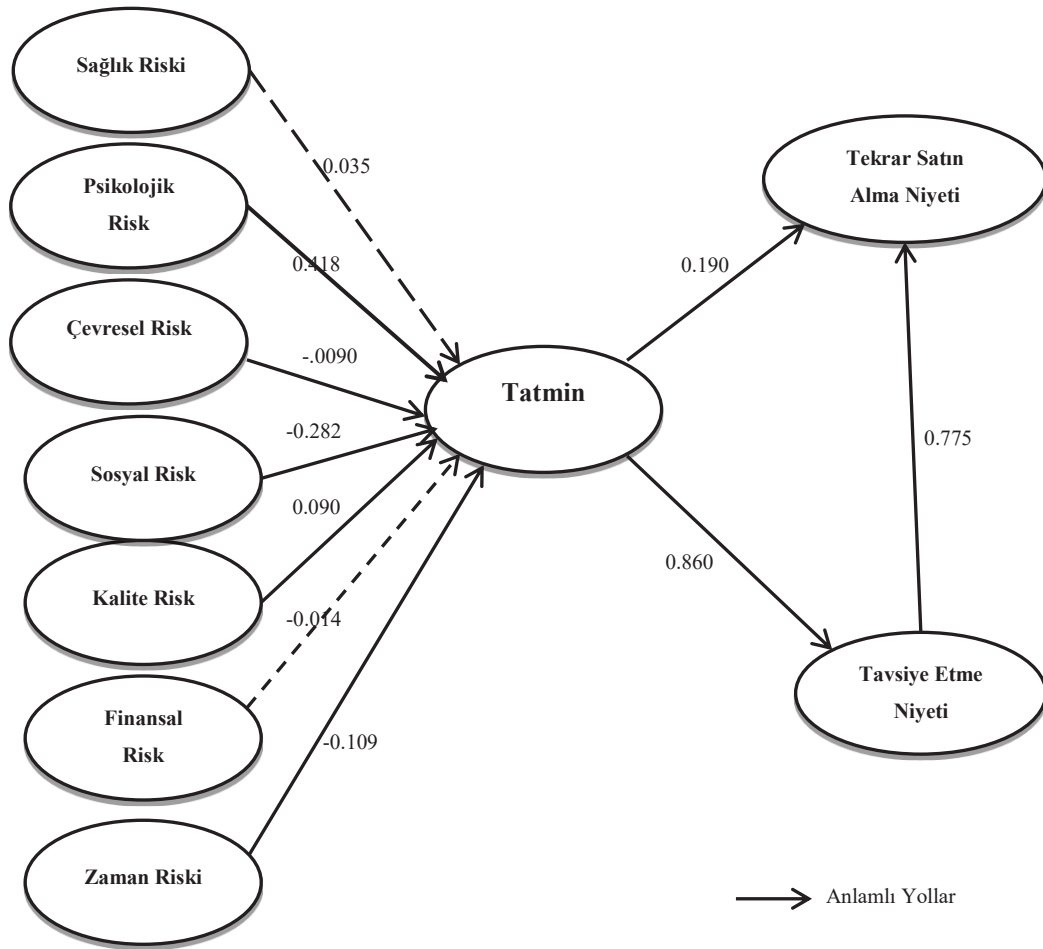 Sağlık Riski
0.035
Psikolojik
Risk
0.418
Çevresel Risk
-.0090
Sosyal Risk
-0.282
Kalite Risk
0.090
Finansal
Risk
-0.014
Zaman Riski
-0.109
Tatmin
0.190
Tekrar Satın
Alma Niyeti
0.775
0.860
Tavsiye Etme
Niyeti
Anlamlı Yollar